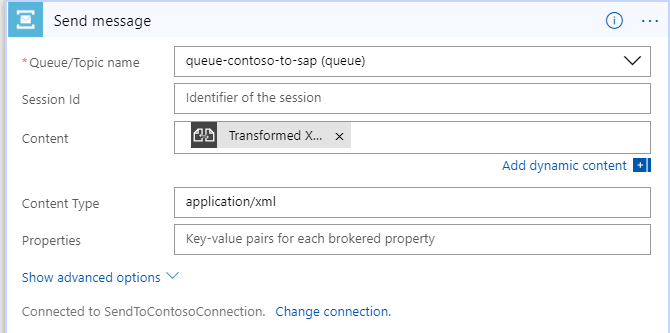 Send message
* Queue/Topic name
queue-contoso-to-sap (queue)
Session Id
Identifier of the session
Content
Transformed X... ×
Add dynamic content
Content Type
application/xml
Properties
Key-value pairs for each brokered property
Show advanced options
Connected to SendToContosoConnection. Change connection.